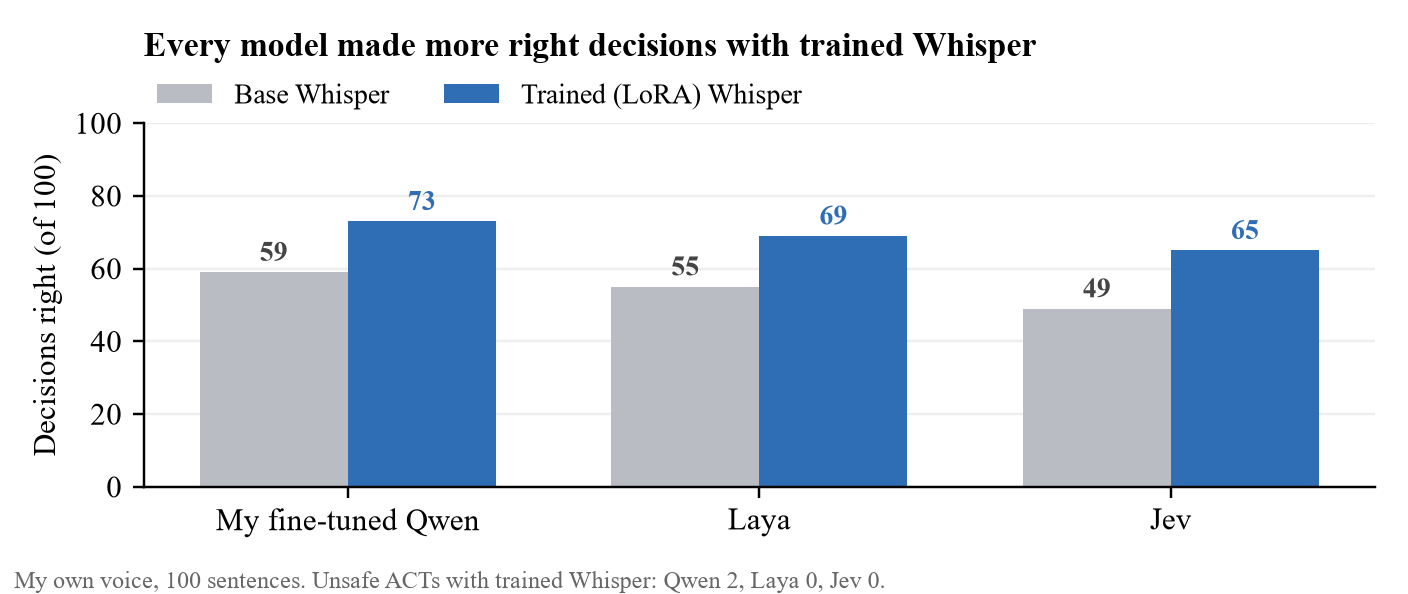 Every model made more right decisions with trained Whisper
Base Whisper
Trained (LoRA) Whisper
Decisions right (of 100)
100
80
60
40
20
0
59
73
55
69
49
65
My fine-tuned Qwen
Laya
Jev
My own voice, 100 sentences. Unsafe ACTs with trained Whisper: Qwen 2, Laya 0, Jev 0.